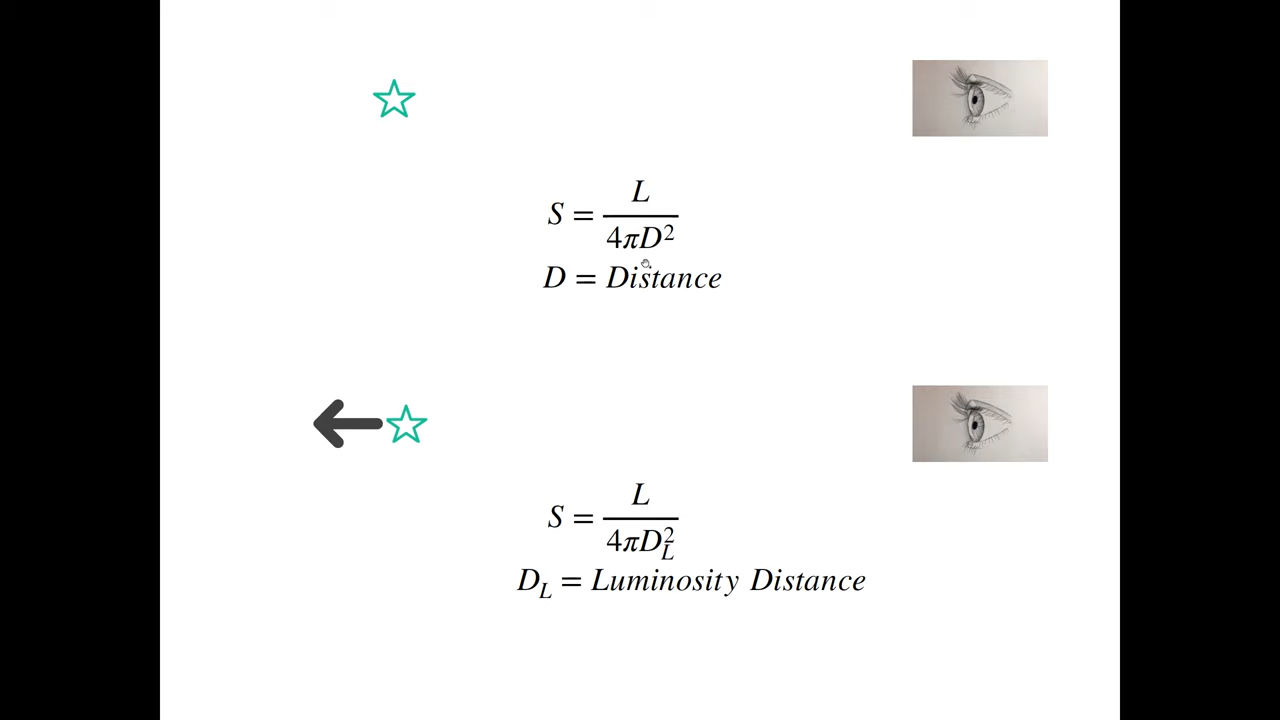 S = L / 4πD²
D = Distance
S = L / 4πD_L²
D_L = Luminosity Distance